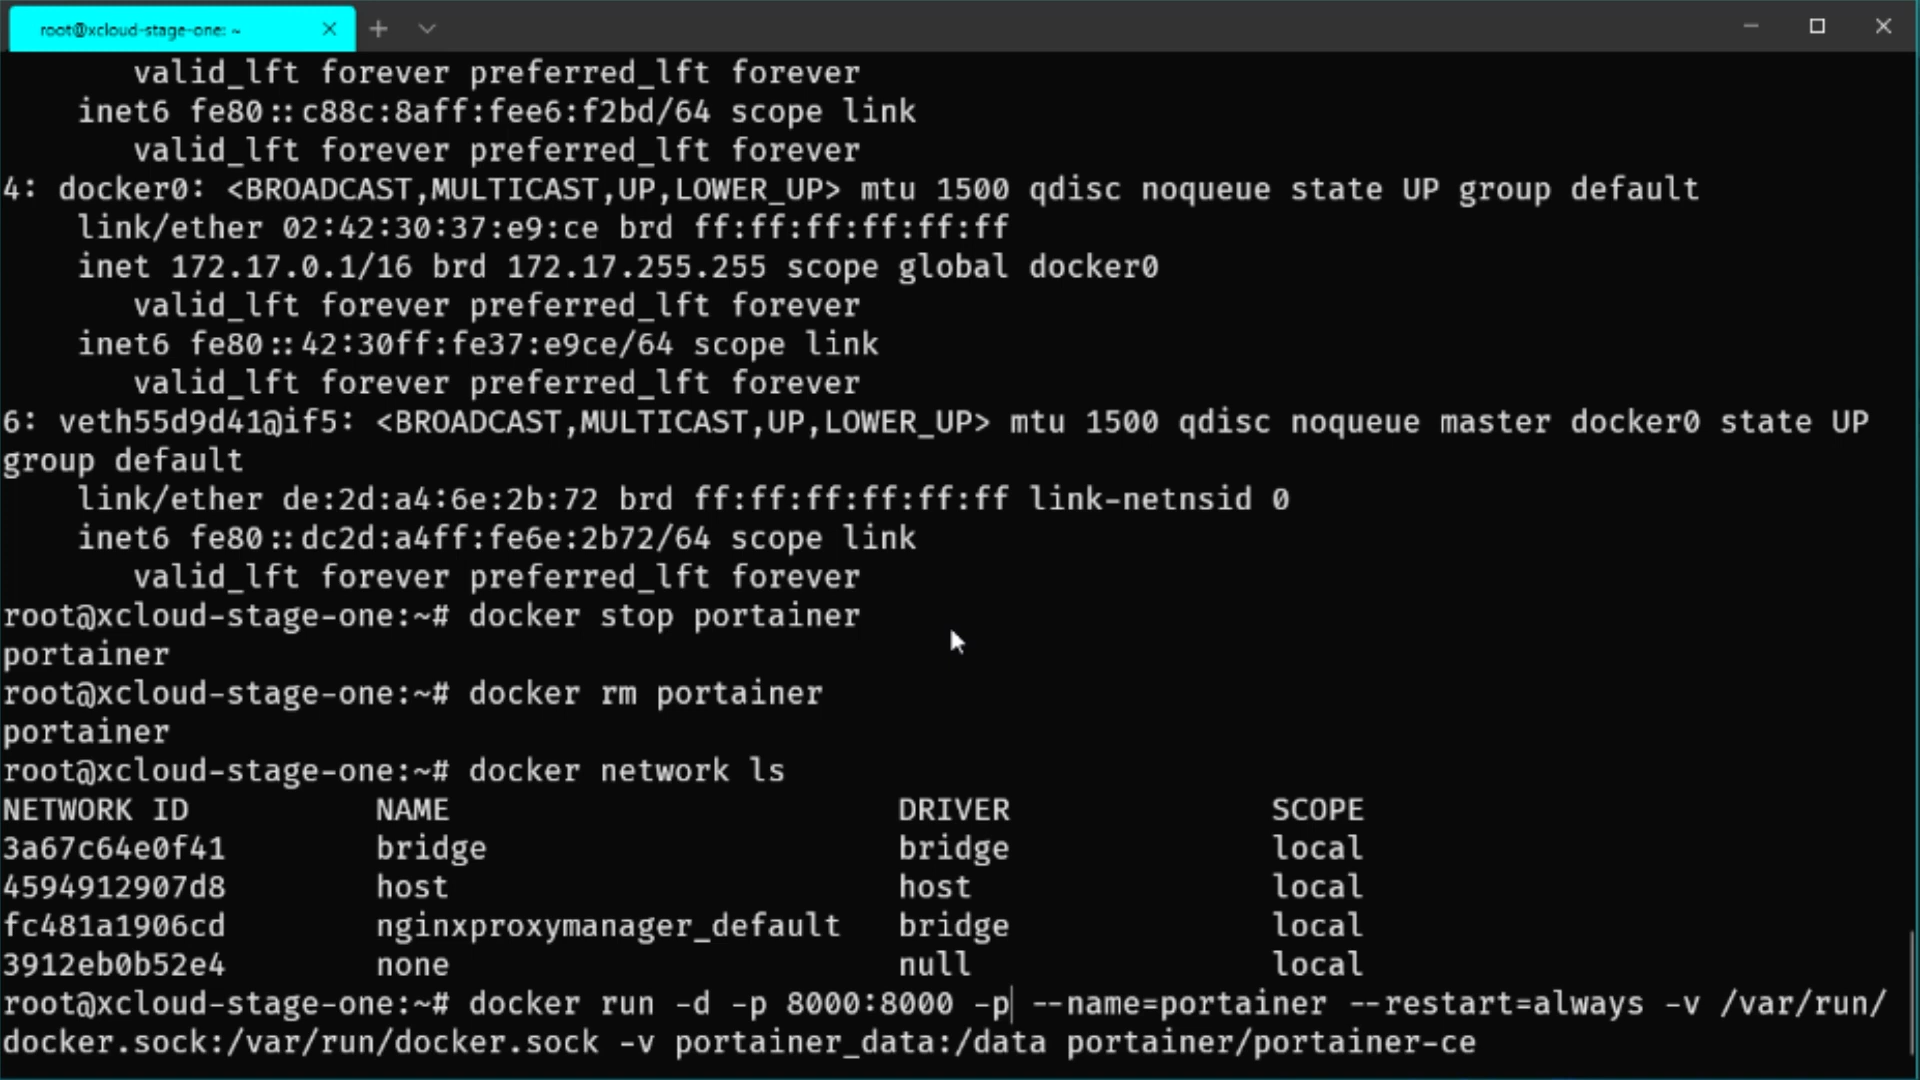 root@xcloud-stage-one: ~
valid_lft forever preferred_lft forever
inet6 fe80::c88c:8aff:fee6:f2bd/64 scope link
valid_lft forever preferred_lft forever
4: docker0: <BROADCAST,MULTICAST,UP,LOWER_UP> mtu 1500 qdisc noqueue state UP group default
link/ether 02:42:30:37:e9:ce brd ff:ff:ff:ff:ff:ff
inet 172.17.0.1/16 brd 172.17.255.255 scope global docker0
valid_lft forever preferred_lft forever
inet6 fe80::42:30ff:fe37:e9ce/64 scope link
valid_lft forever preferred_lft forever
6: veth55d9d41@if5: <BROADCAST,MULTICAST,UP,LOWER_UP> mtu 1500 qdisc noqueue master docker0 state UP
group default
link/ether de:2d:a4:6e:2b:72 brd ff:ff:ff:ff:ff:ff link-netnsid 0
inet6 fe80::dc2d:a4ff:fe6e:2b72/64 scope link
valid_lft forever preferred_lft forever
root@xcloud-stage-one:~# docker stop portainer
portainer
root@xcloud-stage-one:~# docker rm portainer
portainer
root@xcloud-stage-one:~# docker network ls
NETWORK ID NAME DRIVER SCOPE
3a67c64e0f41 bridge bridge local
4594912907d8 host host local
fc481a1906cd nginxproxymanager_default bridge local
3912eb0b52e4 none null local
root@xcloud-stage-one:~# docker run -d -p 8000:8000 -p --name=portainer --restart=always -v /var/run/
docker.sock:/var/run/docker.sock -v portainer_data:/data portainer/portainer-ce